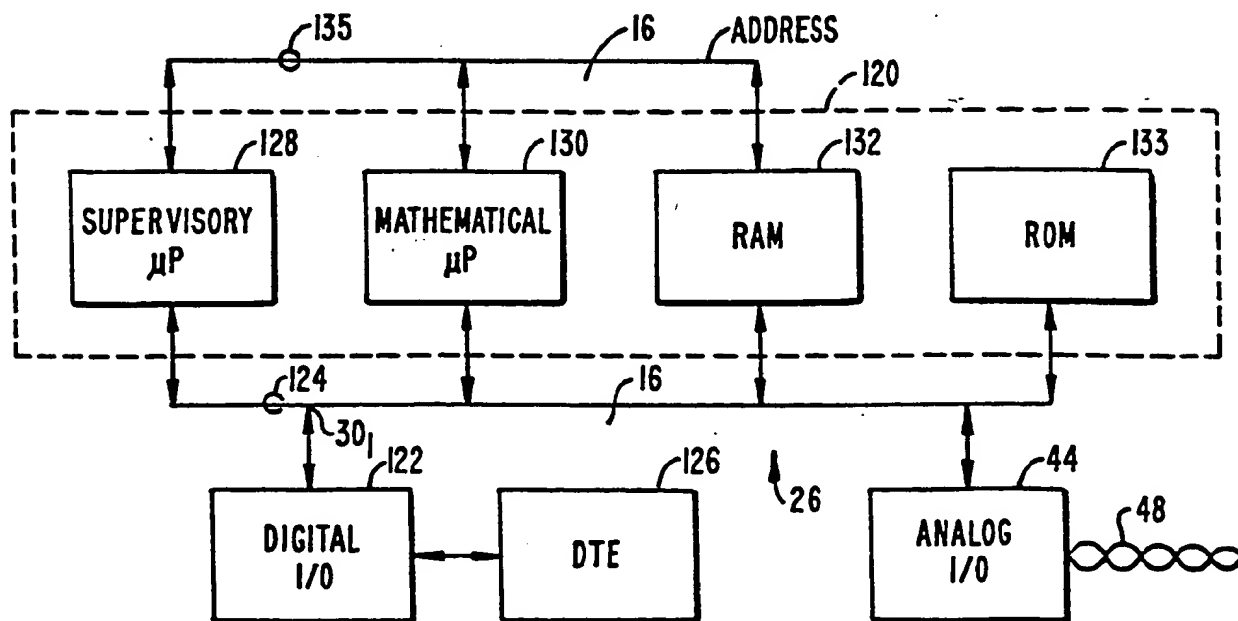 135
16
ADDRESS
120
128
130
132
133
SUPERVISORY
μP
MATHEMATICAL
μP
RAM
ROM
124
16
30₁
122
126
26
44
48
DIGITAL
I/O
DTE
ANALOG
I/O